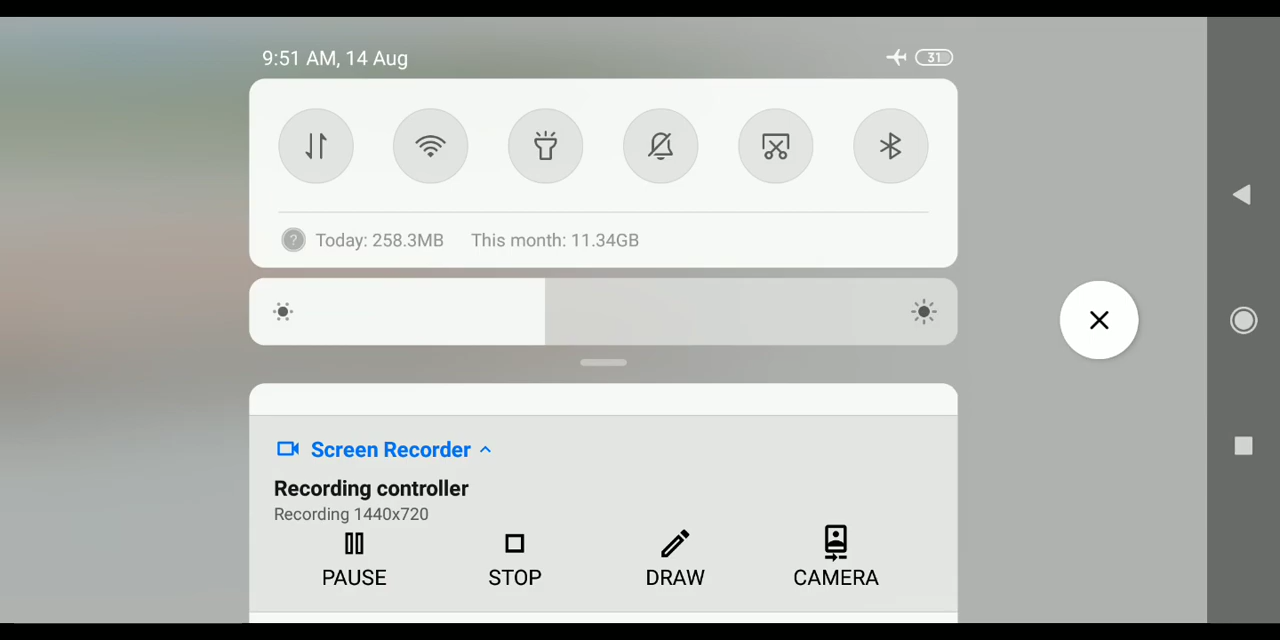 9:51 AM, 14 Aug
31
Today: 258.3MB This month: 11.34GB
Screen Recorder
Recording controller
Recording 1440x720
PAUSE STOP DRAW CAMERA